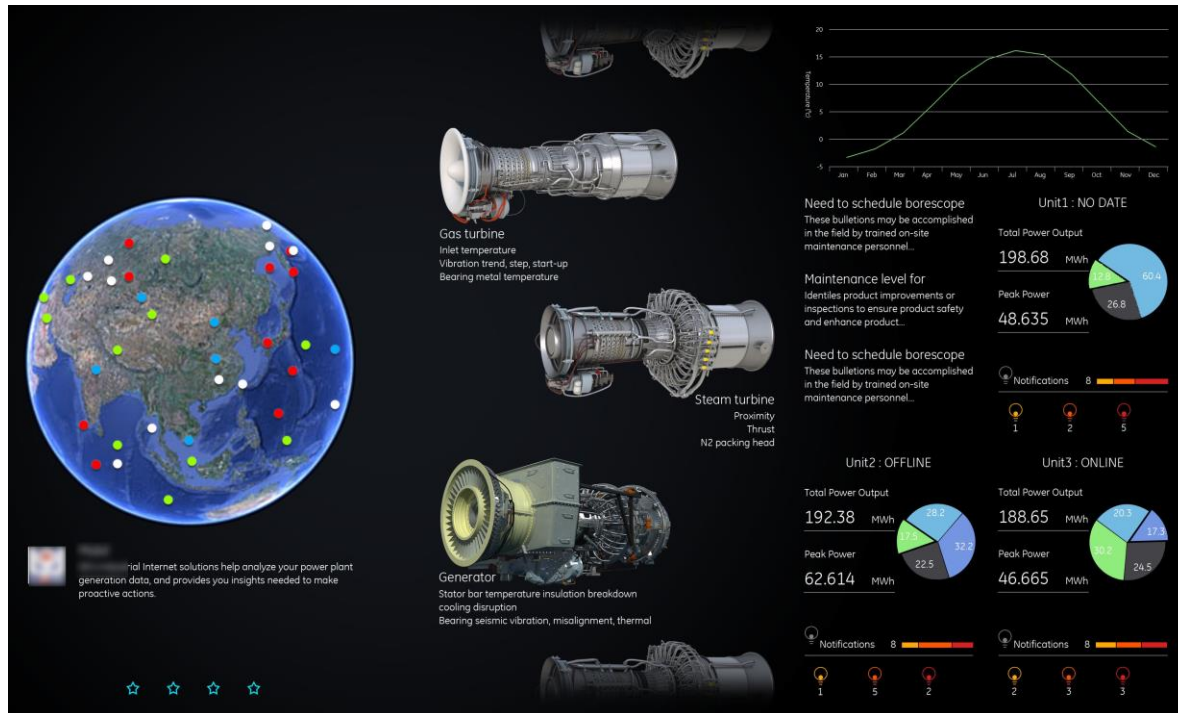 Gas turbine
Inlet temperature
Vibration trend, step, start-up
Bearing metal temperature
Steam turbine
Proximity
Thrust
N2 packing head
Generator
Stator bar temperature insulation breakdown
cooling disruption
Bearing seismic vibration, misalignment, thermal
rial Internet solutions help analyze your power plant
generation data, and provides you insights needed to make
proactive actions.
20
15
10
5
0
-5
Temperature (°C)
Jan Feb Mar Apr May Jun Jul Aug Sep Oct Nov Dec
Need to schedule borescope
These bulletions may be accomplished
in the field by trained on-site
maintenance personnel...
Maintenance level for
Identiles product improvements or
inspections to ensure product safety
and enhance product...
Need to schedule borescope
These bulletions may be accomplished
in the field by trained on-site
maintenance personnel...
Unit1 : NO DATE
Total Power Output
198.68 MWh
Peak Power
48.635 MWh
60.4
26.8
Notifications 8
1 2 5
Unit2 : OFFLINE
Total Power Output
192.38 MWh
Peak Power
62.614 MWh
28.2
32.2
22.5
17.5
Notifications 8
1 5 2
Unit3 : ONLINE
Total Power Output
188.65 MWh
Peak Power
46.665 MWh
20.3
17.3
24.5
30.2
Notifications 8
2 3 3